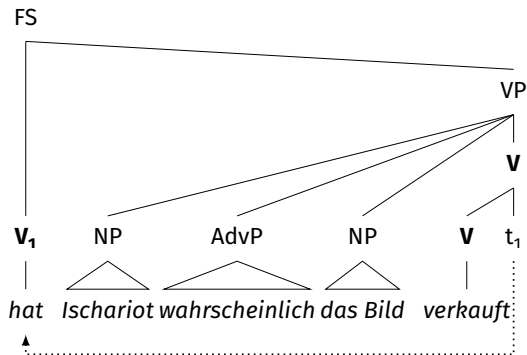 FS
VP
V
V₁ NP AdvP NP V t₁
hat Ischariot wahrscheinlich das Bild verkauft